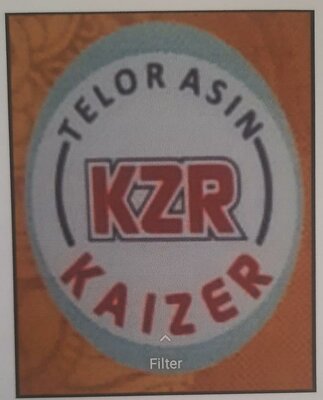 TELOR ASIN
KZR
KAIZER
Filter